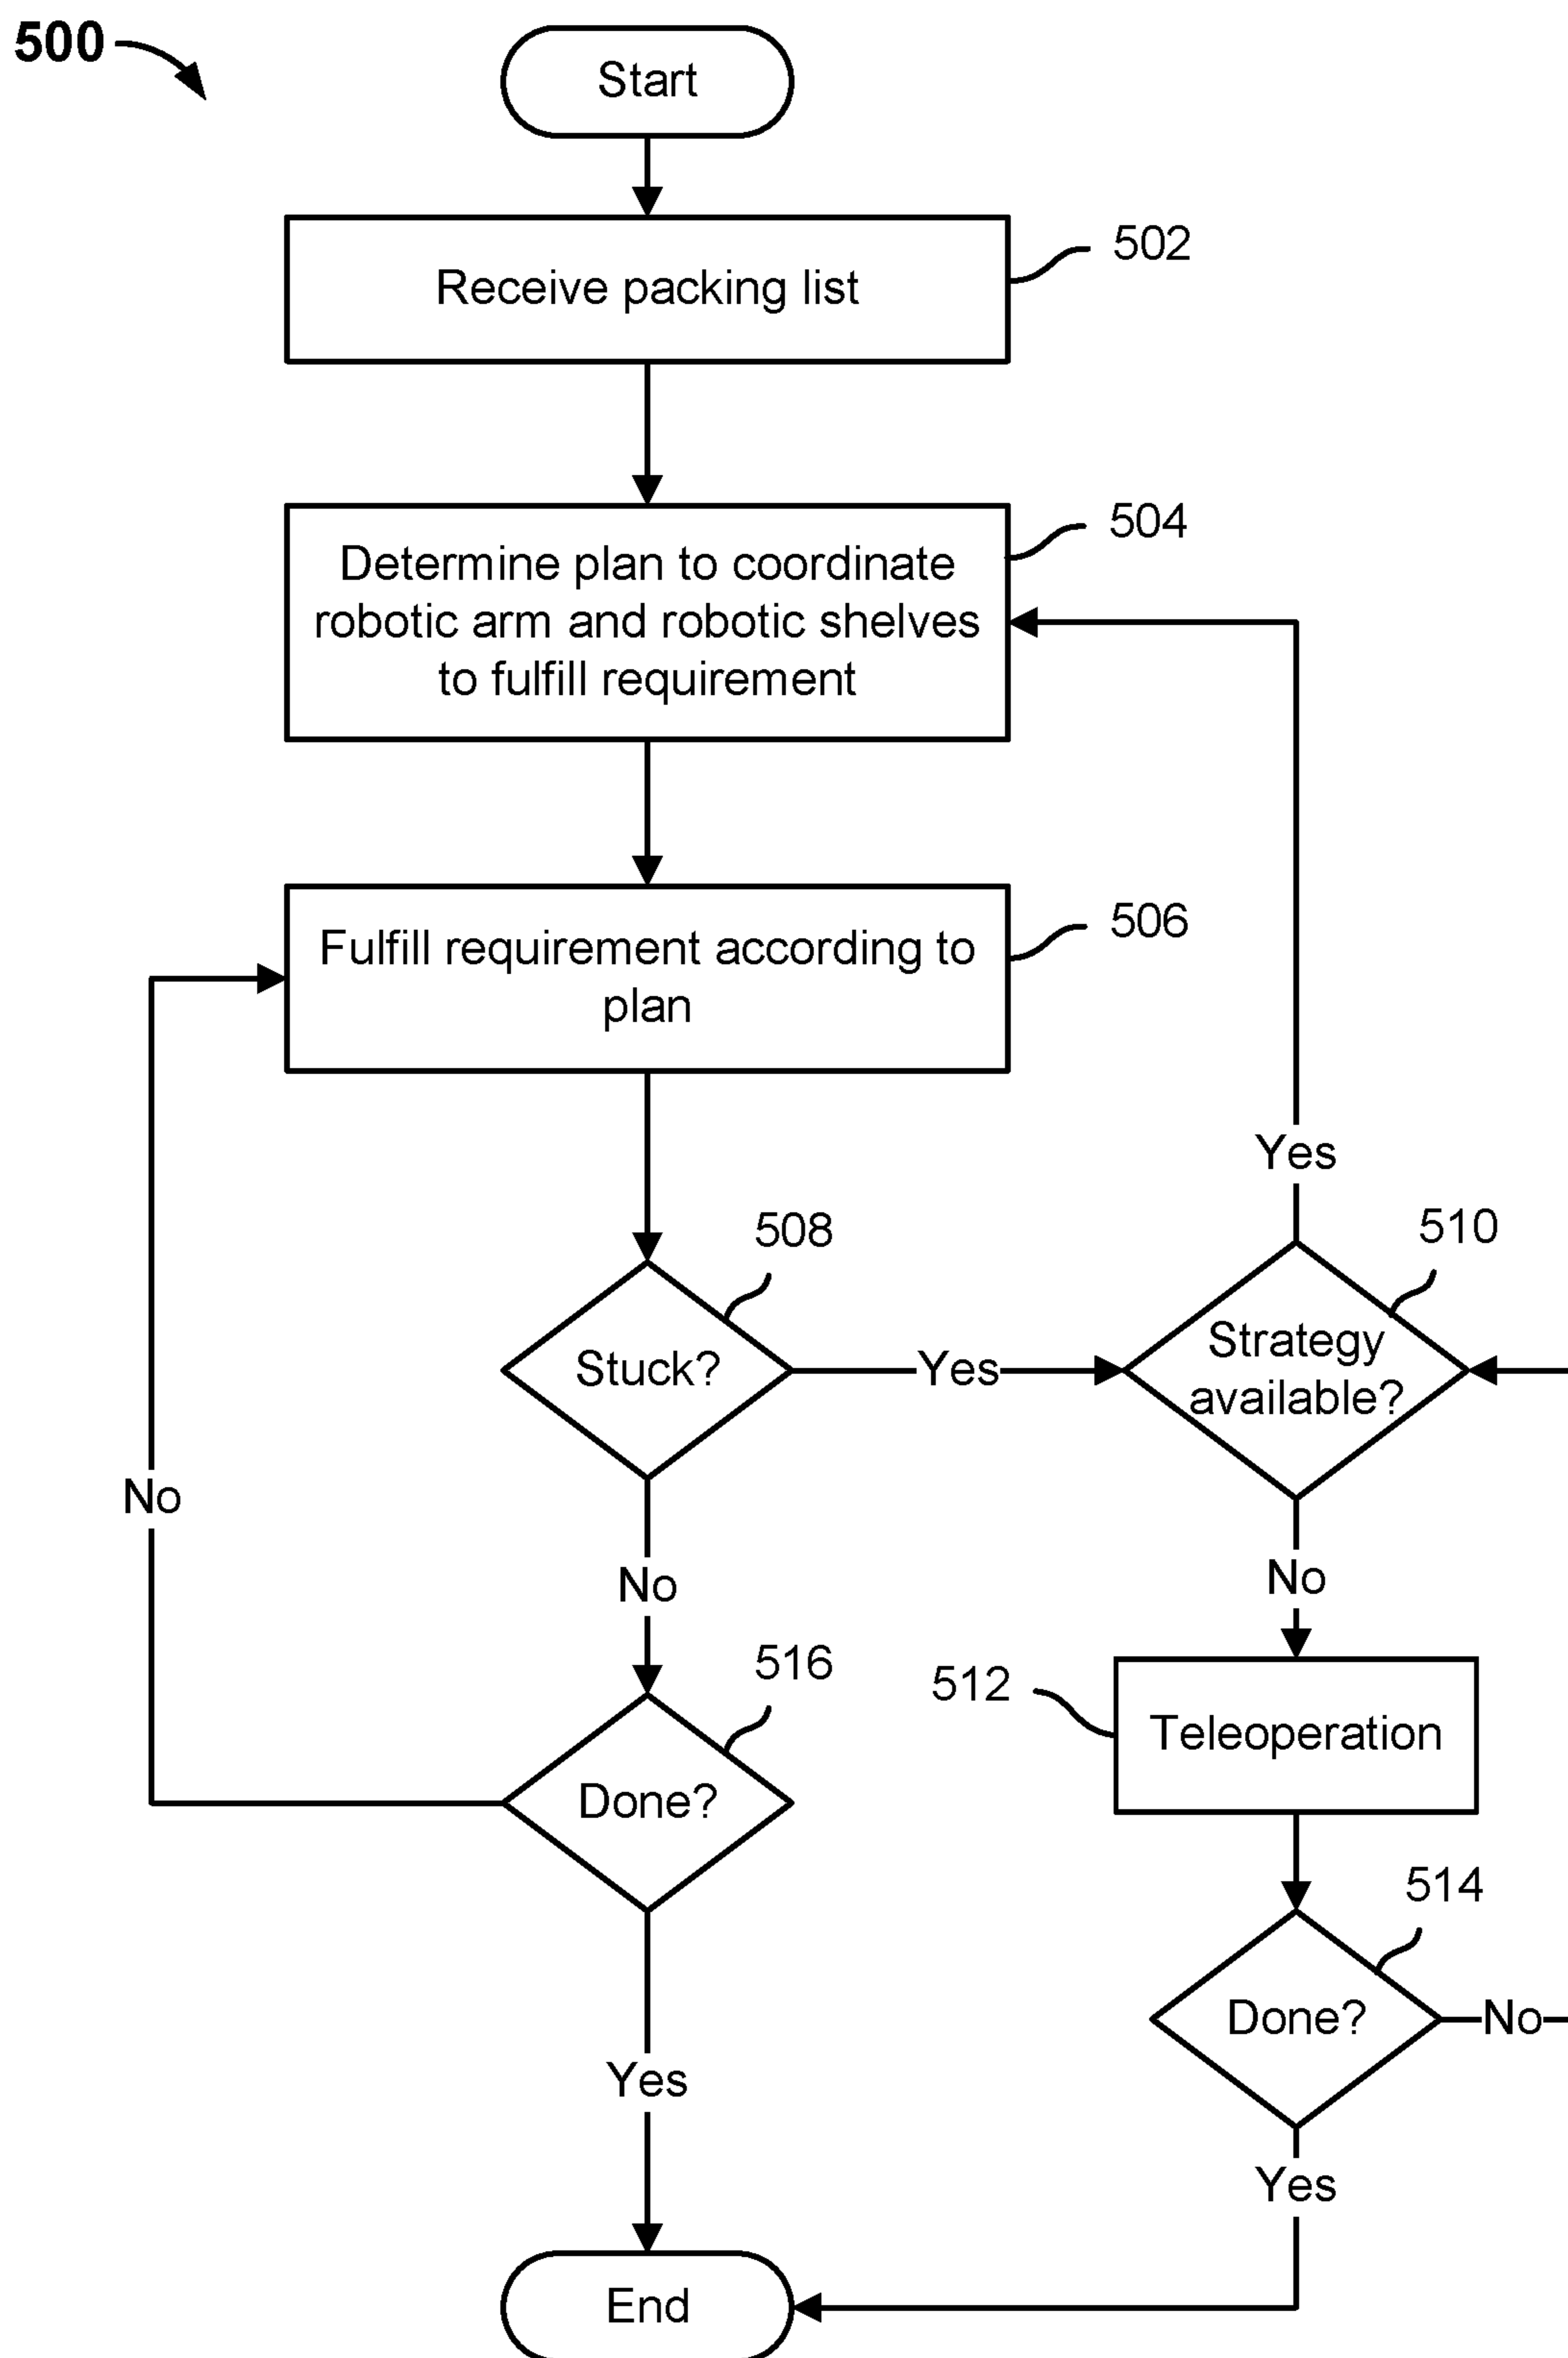 500
Start
502
Receive packing list
504
Determine plan to coordinate
robotic arm and robotic shelves
to fulfill requirement
506
Fulfill requirement according to
plan
Yes
508
510
Stuck?
Yes
Strategy
available?
No
No
No
516
512
Teleoperation
Done?
514
Done?
No
Yes
Yes
End